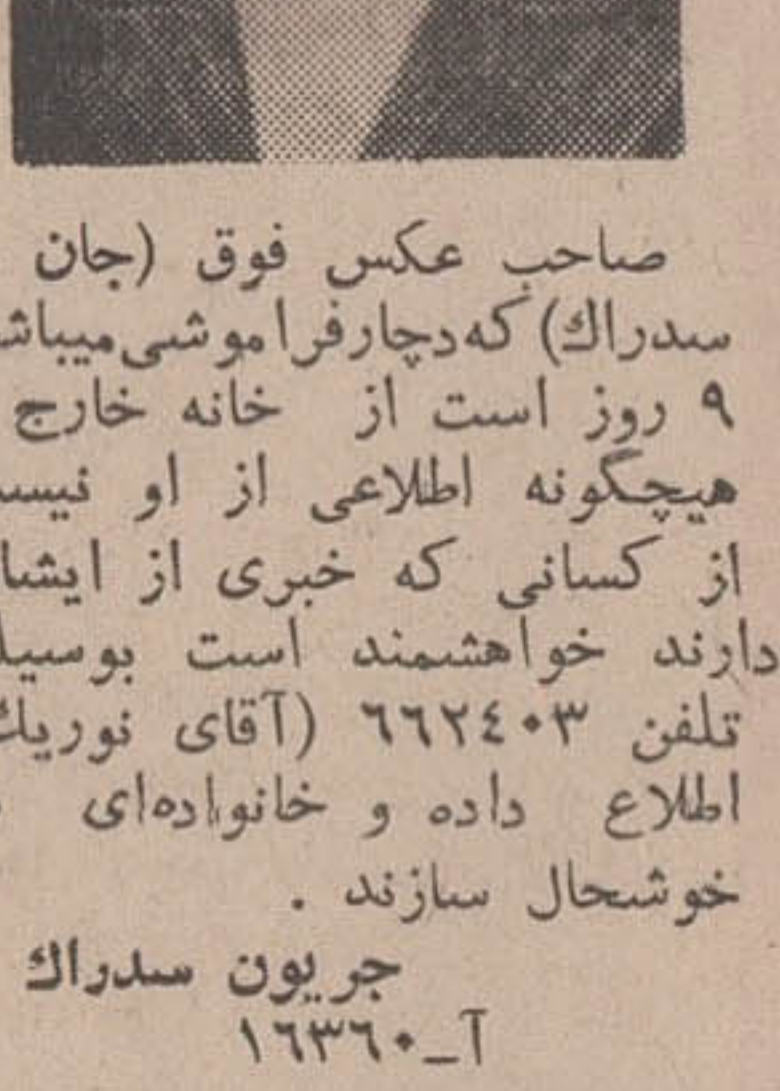 صاحب عکس فوق (جان
سدراك) که دچار فراموشی میباش
۹ روز است از خانه خارج
هیچگونه اطلاعی از او نیس
از کسانی که خبری از ایشا
دارند خواهشمند است بوسیل
تلفن ٦٦٢٤٠٣ (آقای نوریك
اطلاع داده و خانواده‌ای
خوشحال سازند .
جریون سدراك
آ_١٦٣٦٠